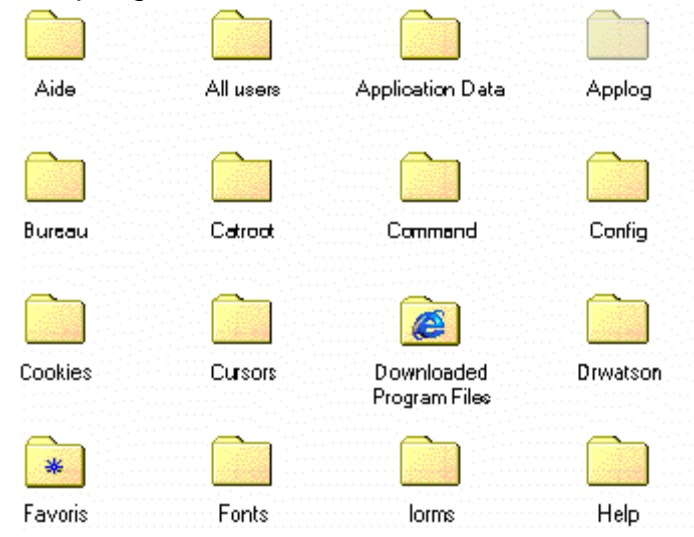 Aide
All users
Application Data
Applog
Bureau
Catroot
Command
Config
Cookies
Cursors
Downloaded
Program Files
Drwatson
Favoris
Fonts
Iorms
Help